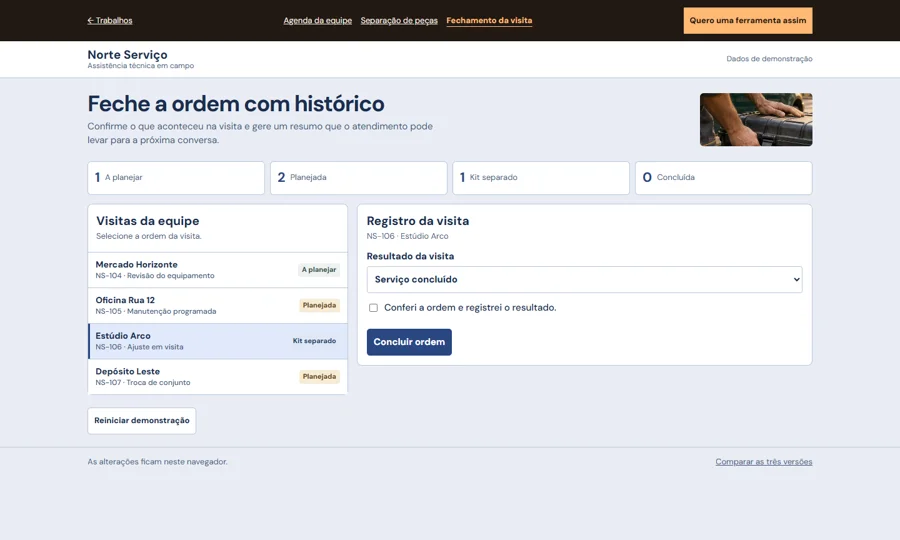 ← Trabalhos
Agenda da equipe
Separação de peças
Fechamento da visita
Quero uma ferramenta assim
Norte Serviço
Assistência técnica em campo
Dados de demonstração
Feche a ordem com histórico
Confirme o que aconteceu na visita e gere um resumo que o atendimento pode
levar para a próxima conversa.
1 A planejar
2 Planejada
1 Kit separado
0 Concluída
Visitas da equipe
Selecione a ordem da visita.
Mercado Horizonte
NS-104 · Revisão do equipamento
A planejar
Oficina Rua 12
NS-105 · Manutenção programada
Planejada
Estúdio Arco
NS-106 · Ajuste em visita
Kit separado
Depósito Leste
NS-107 · Troca de conjunto
Planejada
Registro da visita
NS-106 · Estúdio Arco
Resultado da visita
Serviço concluído
Conferi a ordem e registrei o resultado.
Concluir ordem
Reiniciar demonstração
As alterações ficam neste navegador.
Comparar as três versões